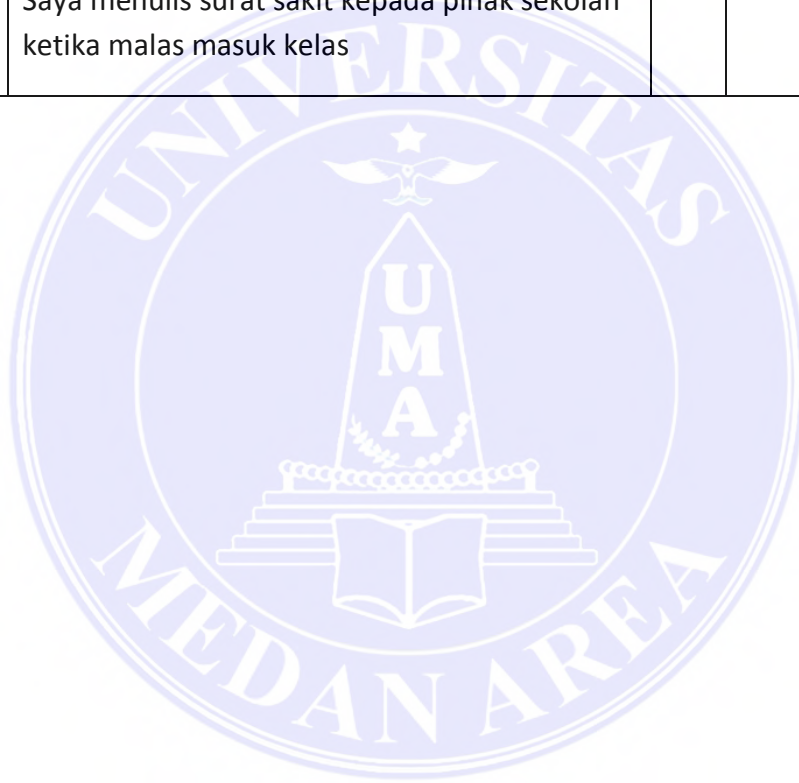 Saya menulis surat sakit kepada pihak sekolah
ketika malas masuk kelas
UNIVERSITAS
U
M
A
MEDAN AREA